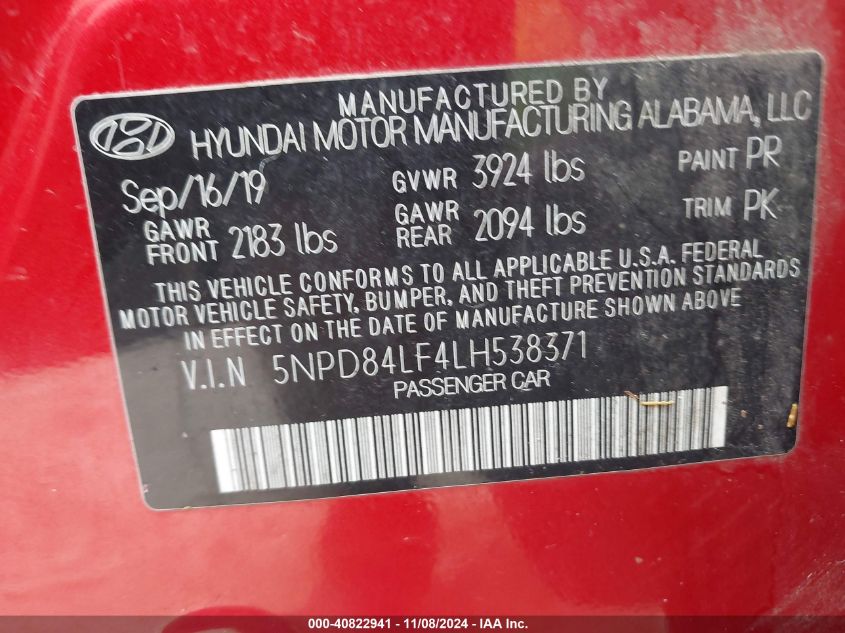 MANUFACTURED BY
HYUNDAI MOTOR MANUFACTURING ALABAMA, LLC
Sep/16/19 GVWR 3924 lbs PAINT PR
GAWR FRONT 2183 lbs GAWR REAR 2094 lbs TRIM PK
THIS VEHICLE CONFORMS TO ALL APPLICABLE U.S.A. FEDERAL
MOTOR VEHICLE SAFETY, BUMPER, AND THEFT PREVENTION STANDARDS
IN EFFECT ON THE DATE OF MANUFACTURE SHOWN ABOVE
V.I.N 5NPD84LF4LH538371
PASSENGER CAR
000-40822941 - 11/08/2024 - IAA Inc.